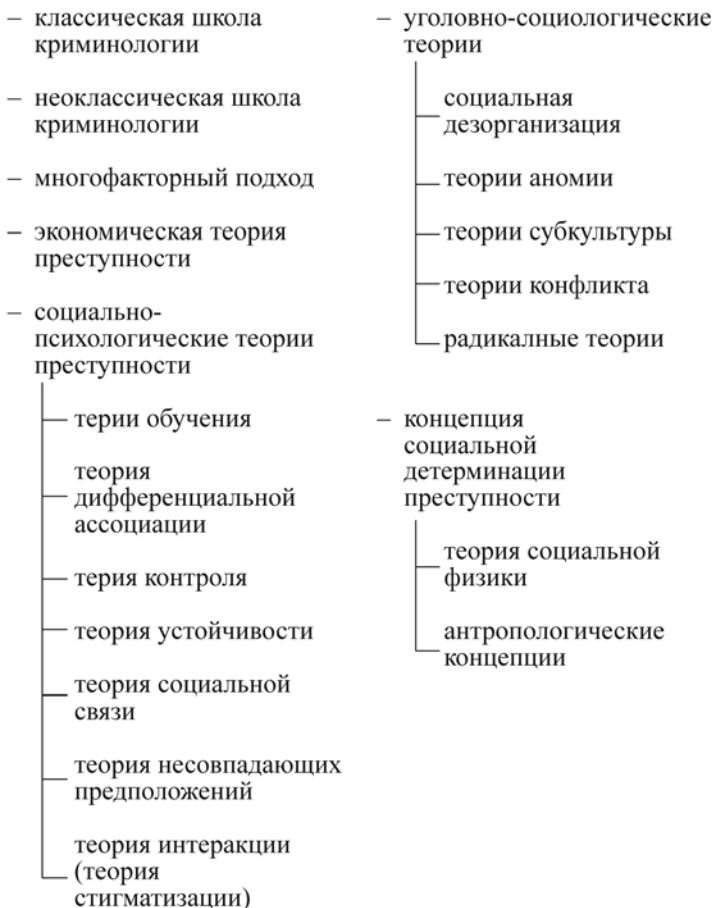 – классическая школа
криминологии
– неоклассическая школа
криминологии
– многофакторный подход
– экономическая теория
преступности
– социально-
психологические теории
преступности
терии обучения
теория
дифференциальной
ассоциации
терия контроля
теория устойчивости
теория социальной
связи
теория несовпадающих
предположений
теория интеракции
(теория
стигматизации)
– уголовно-социологические
теории
социальная
дезорганизация
теории аномии
теории субкультуры
теории конфликта
радикалные теории
– концепция
социальной
детерминации
преступности
теория социальной
физики
антропологические
концепции